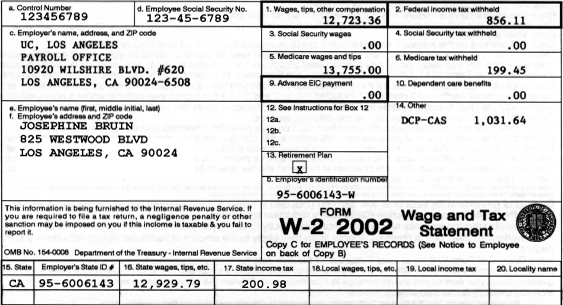 a. Control Number
123456789
d. Employee Social Security No.
123-45-6789
1. Wages, tips, other compensation
12,723.36
2. Federal income tax withheld
856.11
c. Employer's name, address, and ZIP code
UC, LOS ANGELES
PAYROLL OFFICE
10920 WILSHIRE BLVD. #620
LOS ANGELES, CA 90024-6508
3. Social Security wages
.00
4. Social Security tax withheld
.00
5. Medicare wages and tips
13,755.00
6. Medicare tax withheld
199.45
9. Advance EIC payment
.00
10. Dependent care benefits
.00
e. Employee's name (first, middle initial, last)
f. Employee's address and ZIP code
JOSEPHINE BRUIN
825 WESTWOOD BLVD
LOS ANGELES, CA 90024
12. See Instructions for Box 12
12a.
12b.
12c.
14. Other
DCP-CAS 1,031.64
13. Retirement Plan
X
b. Employer's identification number
95-6006143-W
This information is being furnished to the Internal Revenue Service. If
you are required to file a tax return, a negligence penalty or other
sanction may be imposed on you if this inclome is taxable & you fail to
report it.
OMB No. 154-0008 Department of the Treasury - Internal Revenue Service
FORM
W-2 2002
Wage and Tax
Statement
Copy C for EMPLOYEE'S RECORDS (See Notice to Employee
on back of Copy B)
15. State Employer's State ID # 16. State wages, tips, etc. 17. State income tax 18.Local wages, tips, etc. 19. Local income tax 20. Locality name
CA 95-6006143 12,929.79 200.98